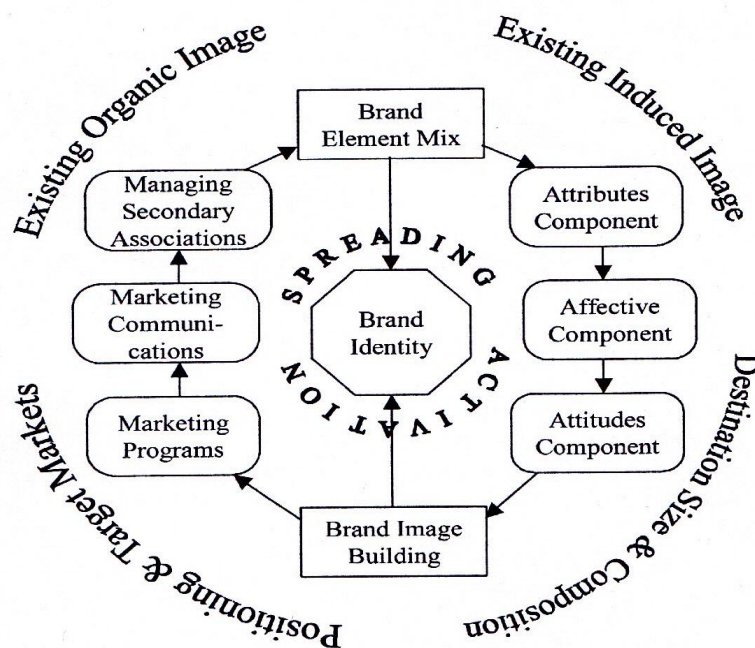 Existing Organic Image
Existing Induced Image
Brand
Element Mix
Managing
Secondary
Associations
Attributes
Component
SPREADING
Marketing
Communi-
cations
Brand
Identity
Affective
Component
ACTIVATION
Marketing
Programs
Attitudes
Component
Brand Image
Building
Positioning & Target Markets
Destination Size & Composition